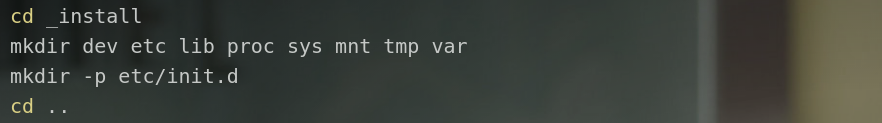 cd _install
mkdir dev etc lib proc sys mnt tmp var
mkdir -p etc/init.d
cd ..